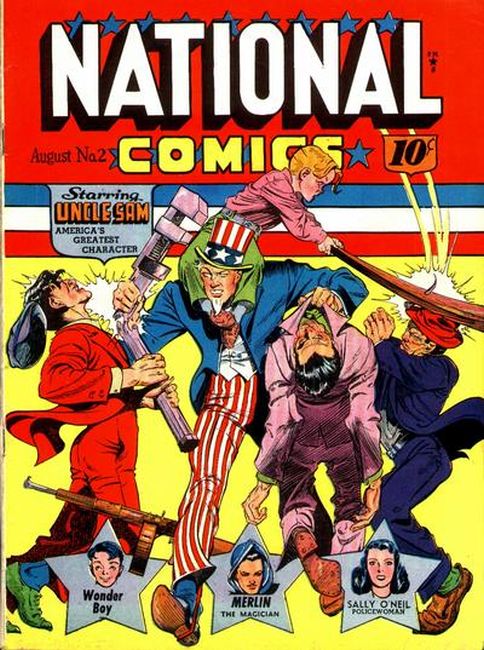 NATIONAL
COMICS
August No.2
10¢
Starring
UNCLE SAM
AMERICA'S
GREATEST
CHARACTER
Wonder
Boy
MERLIN
THE MAGICIAN
SALLY O'NEIL
POLICEWOMAN